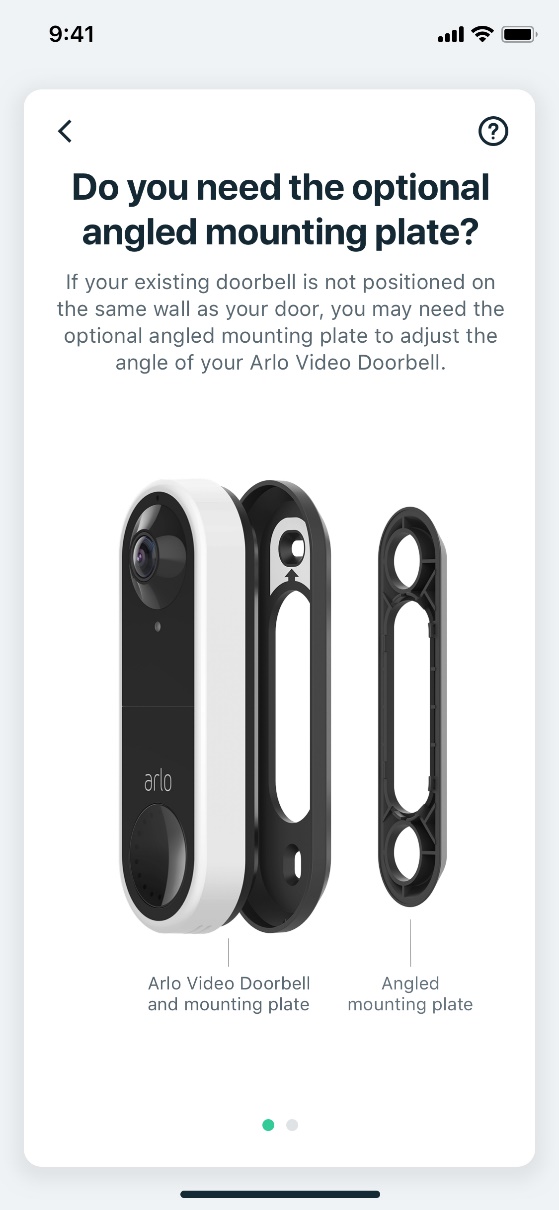 9:41
Do you need the optional
angled mounting plate?
If your existing doorbell is not positioned on
the same wall as your door, you may need the
optional angled mounting plate to adjust the
angle of your Arlo Video Doorbell.
arlo
Arlo Video Doorbell
and mounting plate
Angled
mounting plate